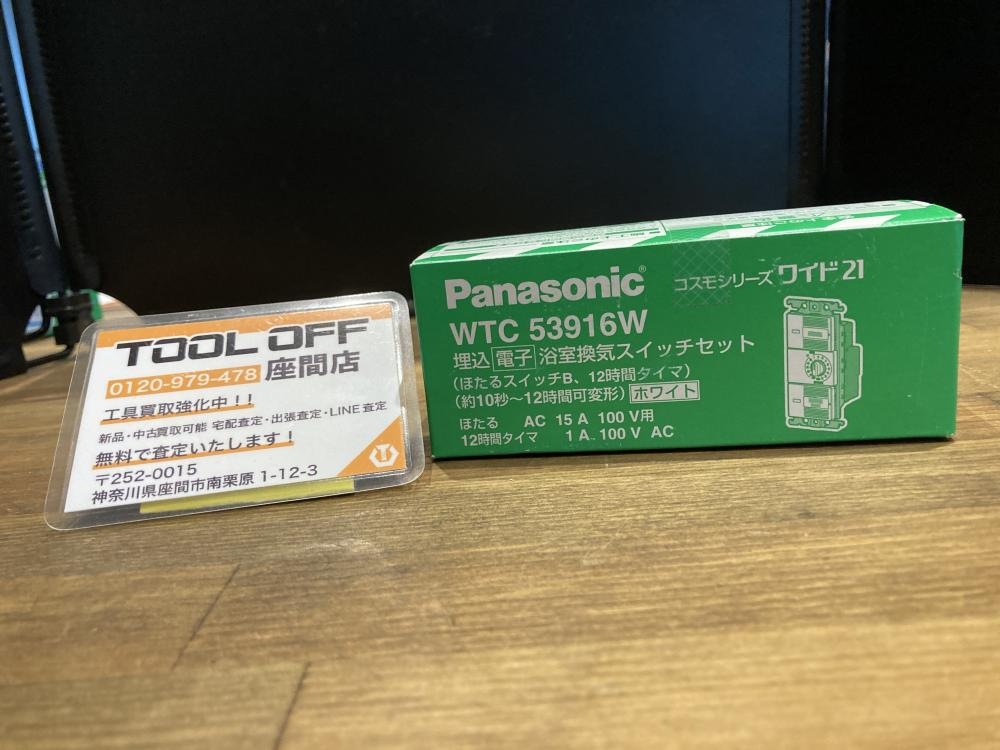 TOOL OFF
0120-979-478 座間店
工具買取強化中!!
新品・中古買取可能 宅配査定・出張査定・LINE査定
無料で査定いたします!
〒252-0015
神奈川県座間市南栗原 1-12-3
Panasonic® コスモシリーズ ワイド21
WTC 53916W
埋込 電子 浴室換気スイッチセット
(ほたるスイッチB、12時間タイマ)
(約10秒〜12時間可変形) ホワイト
ほたる AC 15 A 100 V用
12時間タイマ 1 A 100 V AC